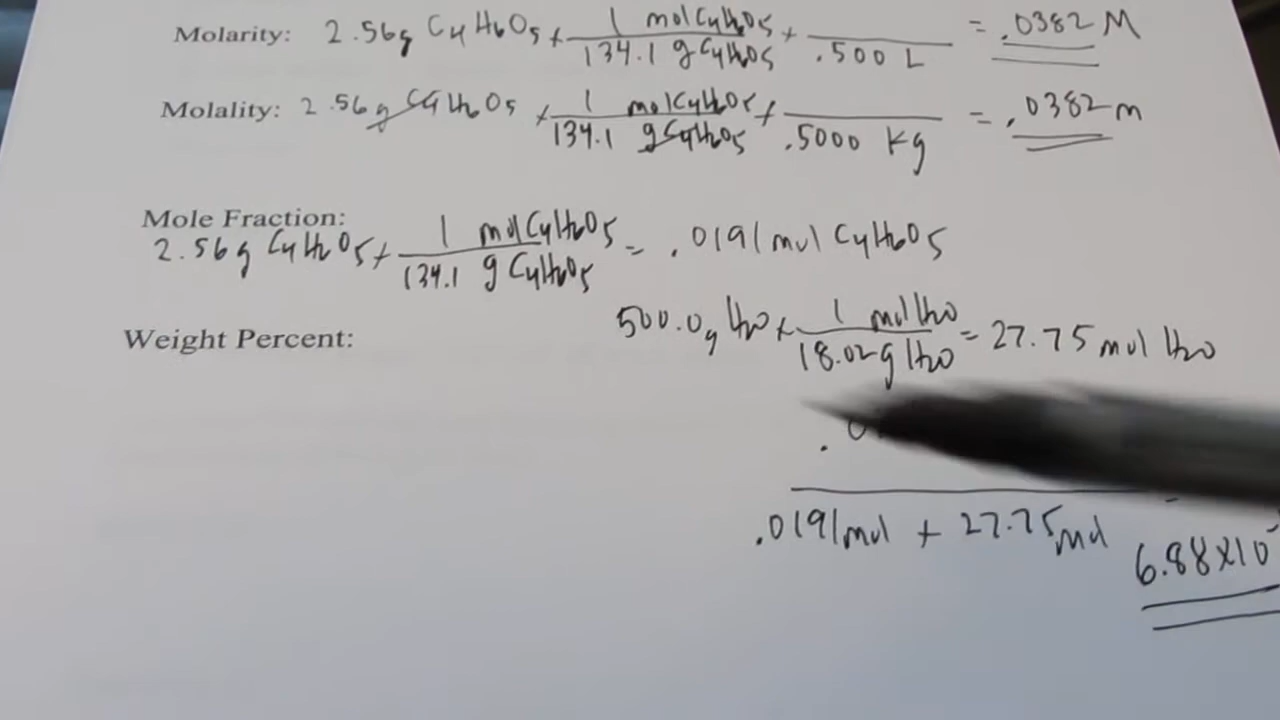 Molarity: 2.56g C4H6O5 × 1 mol C4H6O5 / 134.1 g C4H6O5 × / .500 L = .0382 M
Molality: 2.56g C4H6O5 × 1 mol C4H6O5 / 134.1 g C4H6O5 × / .5000 Kg = .0382 m
Mole Fraction:
2.56g C4H6O5 × 1 mol C4H6O5 / 134.1 g C4H6O5 = .0191 mol C4H6O5
500.0g H2O × 1 mol H2O / 18.02g H2O = 27.75 mol H2O
Weight Percent:
.0191mol + 27.75mol
6.88×10